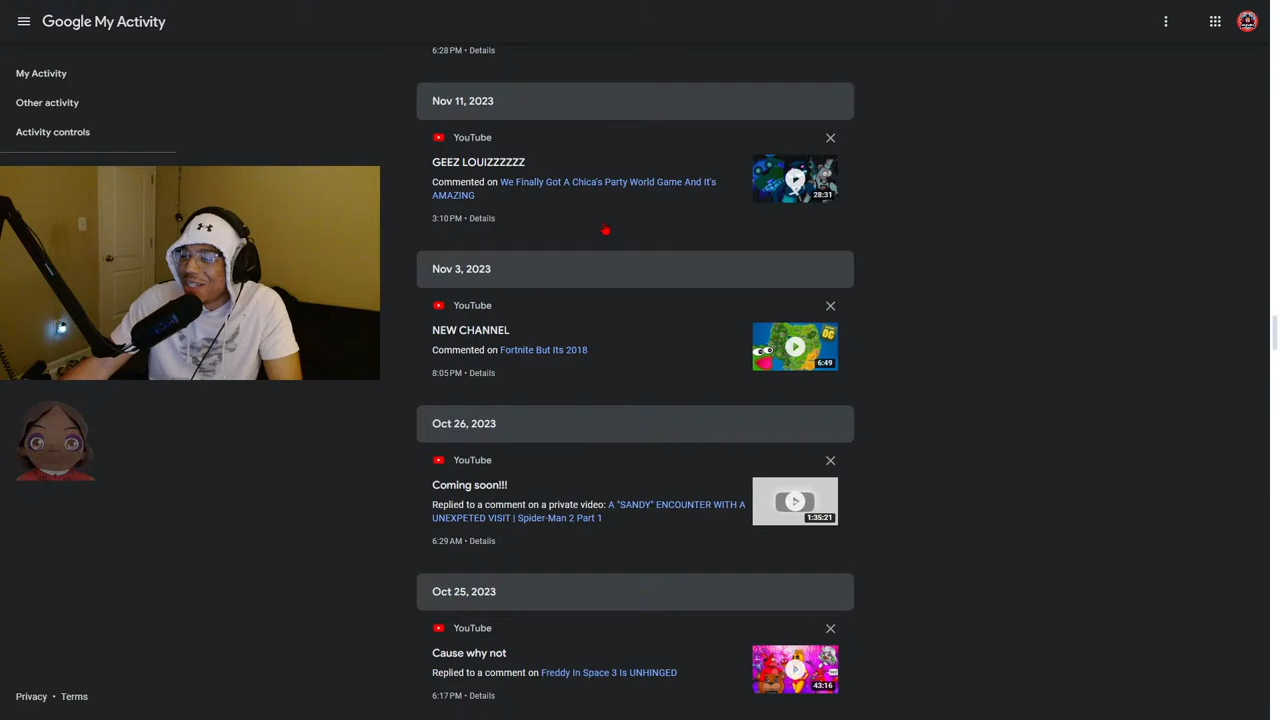 Google My Activity
My Activity
Other activity
Activity controls
6:28 PM • Details
Nov 11, 2023
YouTube
GEEZ LOUIZZZZZZ
Commented on We Finally Got A Chica's Party World Game And It's
AMAZING
28:31
3:10 PM • Details
Nov 3, 2023
YouTube
NEW CHANNEL
Commented on Fortnite But Its 2018
DG
6:49
8:05 PM • Details
Oct 26, 2023
YouTube
Coming soon!!!
Replied to a comment on a private video: A "SANDY" ENCOUNTER WITH A
UNEXPETED VISIT | Spider-Man 2 Part 1
1:35:21
6:29 AM • Details
Oct 25, 2023
YouTube
Cause why not
Replied to a comment on Freddy In Space 3 Is UNHINGED
43:16
6:17 PM • Details
Privacy • Terms